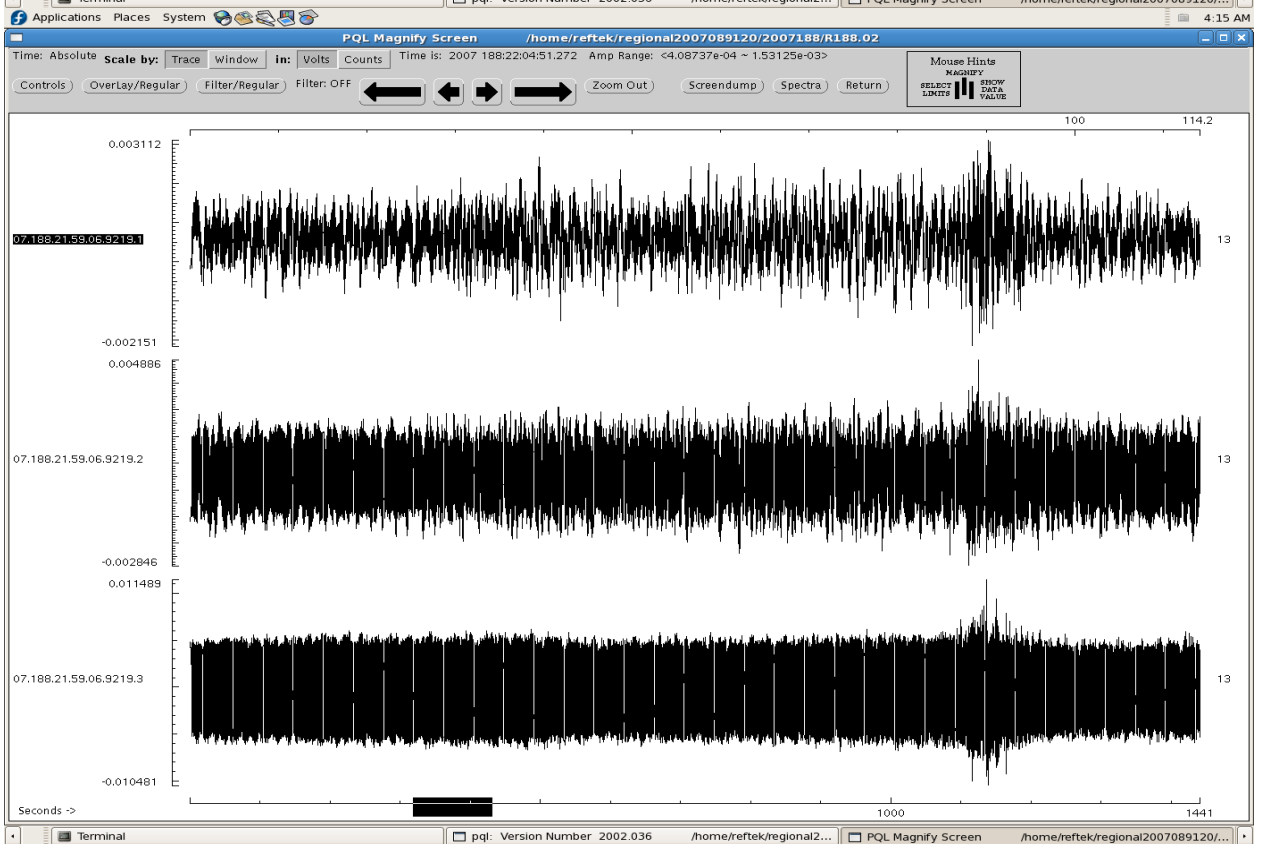 Terminal pql: Version Number 2002.036 /home/reftek/regional2... PQL Magnify Screen /home/reftek/regional2007089120/...
Applications Places System 4:15 AM
PQL Magnify Screen /home/reftek/regional2007089120/2007188/R188.02
Time: Absolute Scale by: Trace Window in: Volts Counts Time is: 2007 188:22:04:51.272 Amp Range: <4.08737e-04 ~ 1.53125e-03>
Controls OverLay/Regular Filter/Regular Filter: OFF Zoom Out Screendump Spectra Return
Mouse Hints
MAGNIFY
SELECT LIMITS
SHOW DATA VALUE
100 114.2
0.003112
07.188.21.59.06.9219.1 13
-0.002151
0.004886
07.188.21.59.06.9219.2 13
-0.002846
0.011489
07.188.21.59.06.9219.3 13
-0.010481
Seconds -> 1000 1441
Terminal pql: Version Number 2002.036 /home/reftek/regional2... PQL Magnify Screen /home/reftek/regional2007089120/...